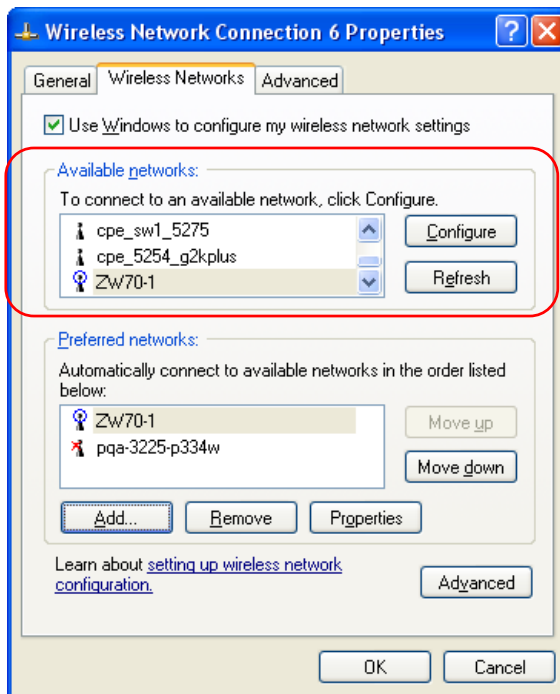 Wireless Network Connection 6 Properties
General Wireless Networks Advanced
Use Windows to configure my wireless network settings
Available networks:
To connect to an available network, click Configure.
cpe_sw1_5275
cpe_5254_g2kplus
ZW70-1
Configure
Refresh
Preferred networks:
Automatically connect to available networks in the order listed
below:
ZW70-1
pqa-3225-p334w
Move up
Move down
Add... Remove Properties
Learn about setting up wireless network
configuration.
Advanced
OK Cancel